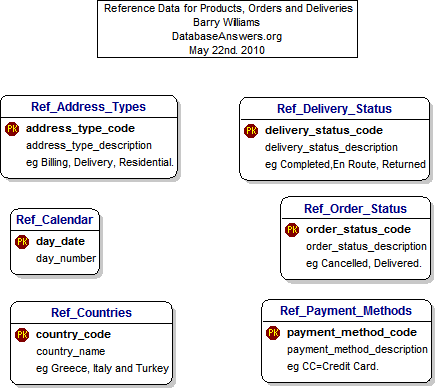 Reference Data for Products, Orders and Deliveries
Barry Williams
DatabaseAnswers.org
May 22nd. 2010
Ref_Address_Types
PK address_type_code
address_type_description
eg Billing, Delivery, Residential.
Ref_Delivery_Status
PK delivery_status_code
delivery_status_description
eg Completed,En Route, Returned
Ref_Calendar
PK day_date
day_number
Ref_Order_Status
PK order_status_code
order_status_description
eg Cancelled, Delivered.
Ref_Countries
PK country_code
country_name
eg Greece, Italy and Turkey
Ref_Payment_Methods
PK payment_method_code
payment_method_description
eg CC=Credit Card.